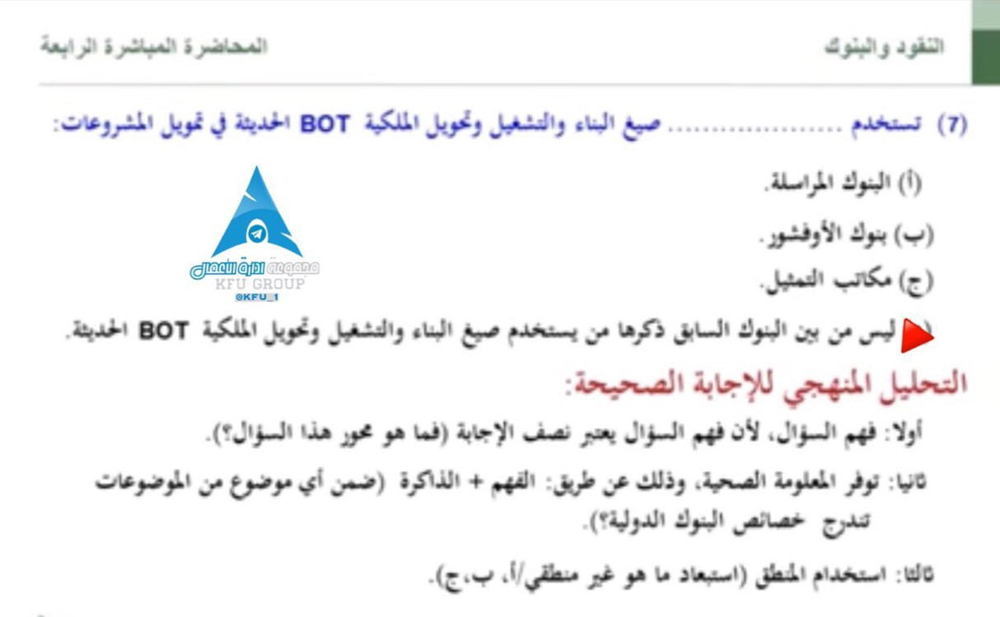 النقود والبنوك
المحاضرة المباشرة الرابعة
(7) تستخدم .................... صيغ البناء والتشغيل وتحويل الملكية BOT الحديثة في تمويل المشروعات:
(أ) البنوك المراسلة.
(ب) بنوك الأوفشور.
(ج) مكاتب التمثيل.
ليس من بين البنوك السابق ذكرها من يستخدم صيغ البناء والتشغيل وتحويل الملكية BOT الحديثة.
مجموعة ادارة الأعمال
KFU GROUP
@KFU_1
التحليل المنهجي للإجابة الصحيحة:
أولا: فهم السؤال، لأن فهم السؤال يعتبر نصف الإجابة (فما هو محور هذا السؤال؟).
ثانيا: توفر المعلومة الصحية، وذلك عن طريق: الفهم + الذاكرة (ضمن أي موضوع من الموضوعات
تندرج خصائص البنوك الدولية؟).
ثالثا: استخدام المنطق (استبعاد ما هو غير منطقي/أ، ب،ج).